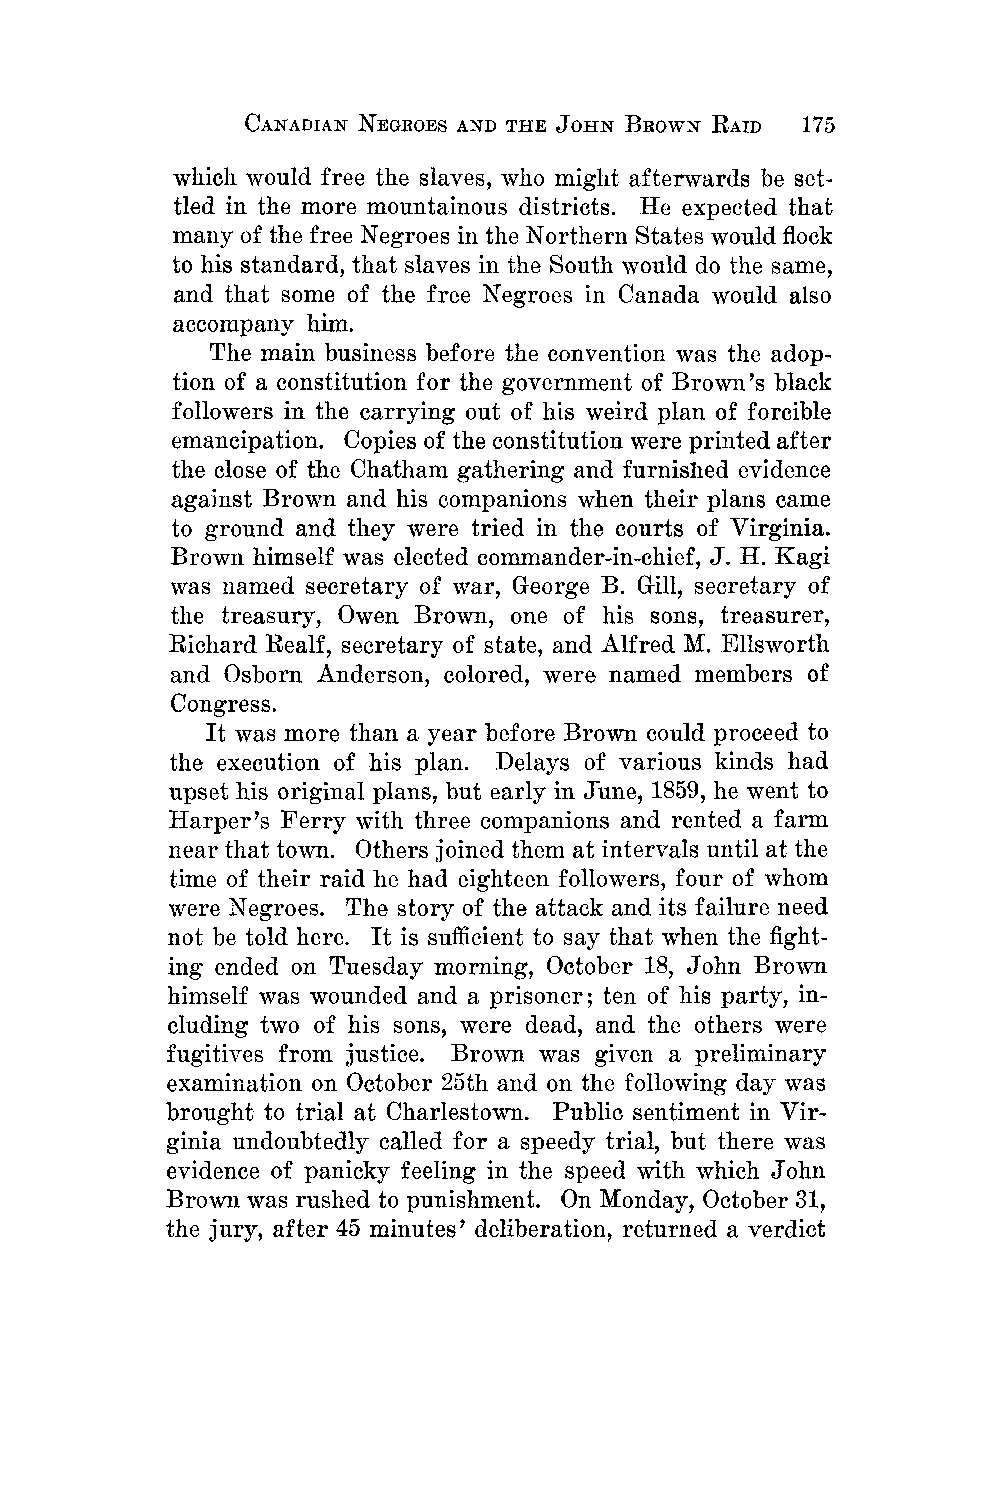 Canadian Negroes and the John Brown Raid 175
which would free the slaves, who might afterwards be set-
tled in the more mountainous districts. He expected that
many of the free Negroes in the Northern States would flock
to his standard, that slaves in the South would do the same,
and that some of the free Negroes in Canada would also
accompany him.
The main business before the convention was the adop-
tion of a constitution for the government of Brown's black
followers in the carrying out of his weird plan of forcible
emancipation. Copies of the constitution were printed after
the close of the Chatham gathering and furnished evidence
against Brown and his companions when their plans came
to ground and they were tried in the courts of Virginia.
Brown himself was elected commander-in-chief, J. H. Kagi
was named secretary of war, George B. Gill, secretary of
the treasury, Owen Brown, one of his sons, treasurer,
Richard Realf, secretary of state, and Alfred M. Ellsworth
and Osborn Anderson, colored, were named members of
Congress.
It was more than a year before Brown could proceed to
the execution of his plan. Delays of various kinds had
upset his original plans, but early in June, 1859, he went to
Harper's Ferry with three companions and rented a farm
near that town. Others joined them at intervals until at the
time of their raid he had eighteen followers, four of whom
were Negroes. The story of the attack and its failure need
not be told here. It is sufficient to say that when the fight-
ing ended on Tuesday morning, October 18, John Brown
himself was wounded and a prisoner; ten of his party, in-
cluding two of his sons, were dead, and the others were
fugitives from justice. Brown was given a preliminary
examination on October 25th and on the following day was
brought to trial at Charlestown. Public sentiment in Vir-
ginia undoubtedly called for a speedy trial, but there was
evidence of panicky feeling in the speed with which John
Brown was rushed to punishment. On Monday, October 31,
the jury, after 45 minutes' deliberation, returned a verdict